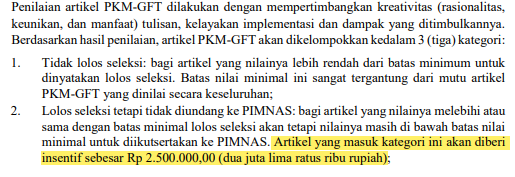 Penilaian artikel PKM-GFT dilakukan dengan mempertimbangkan kreativitas (rasionalitas,
keunikan, dan manfaat) tulisan, kelayakan implementasi dan dampak yang ditimbulkannya.
Berdasarkan hasil penilaian, artikel PKM-GFT akan dikelompokkan kedalam 3 (tiga) kategori:
1. Tidak lolos seleksi: bagi artikel yang nilainya lebih rendah dari batas minimum untuk
dinyatakan lolos seleksi. Batas nilai minimal ini sangat tergantung dari mutu artikel
PKM-GFT yang dinilai secara keseluruhan;
2. Lolos seleksi tetapi tidak diundang ke PIMNAS: bagi artikel yang nilainya melebihi atau
sama dengan batas minimal lolos seleksi akan tetapi nilainya masih di bawah batas nilai
minimal untuk diikutsertakan ke PIMNAS. Artikel yang masuk kategori ini akan diberi
insentif sebesar Rp 2.500.000,00 (dua juta lima ratus ribu rupiah);